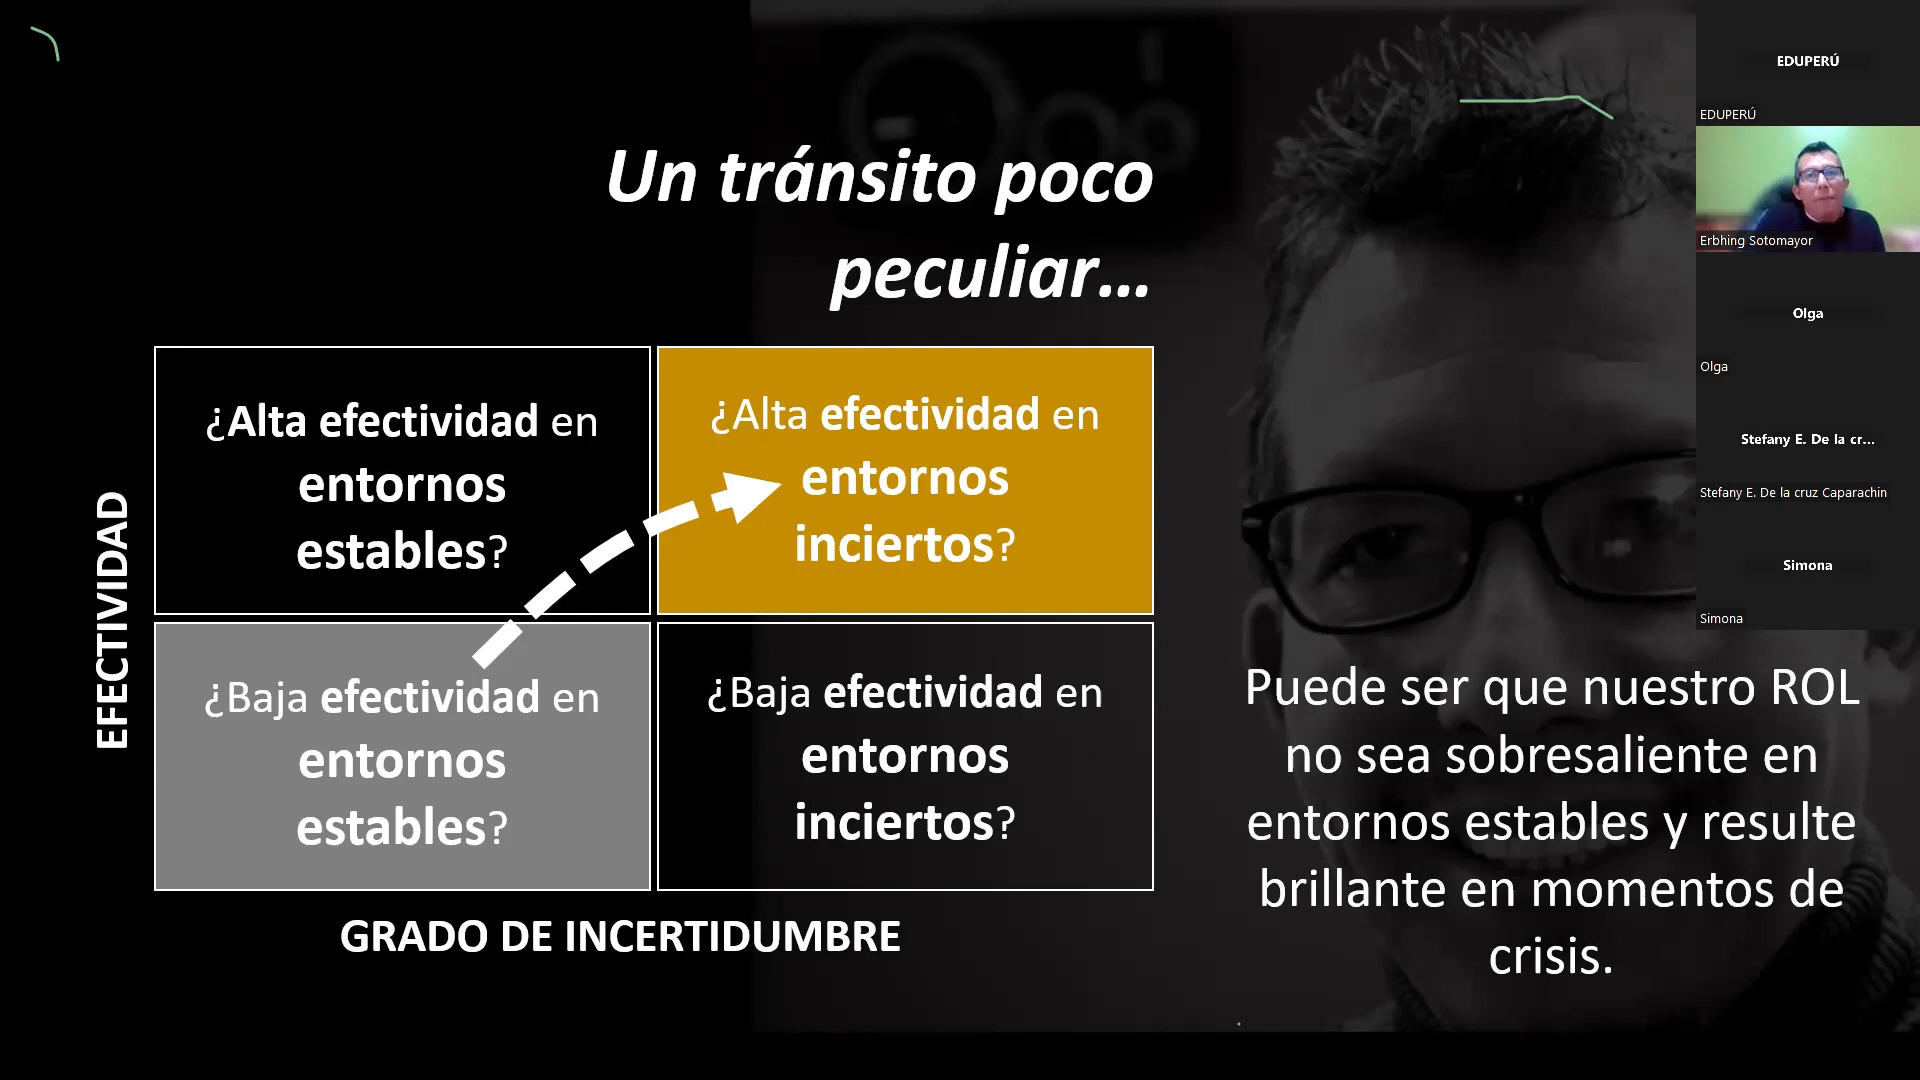 Un tránsito poco
peculiar...
¿Alta efectividad en
entornos
estables?
¿Alta efectividad en
entornos
inciertos?
¿Baja efectividad en
entornos
estables?
¿Baja efectividad en
entornos
inciertos?
EFECTIVIDAD
GRADO DE INCERTIDUMBRE
Puede ser que nuestro ROL
no sea sobresaliente en
entornos estables y resulte
brillante en momentos de
crisis.
EDUPERÚ
EDUPERÚ
Erbhing Sotomayor
Olga
Olga
Stefany E. De la cr...
Stefany E. De la cruz Caparachin
Simona
Simona